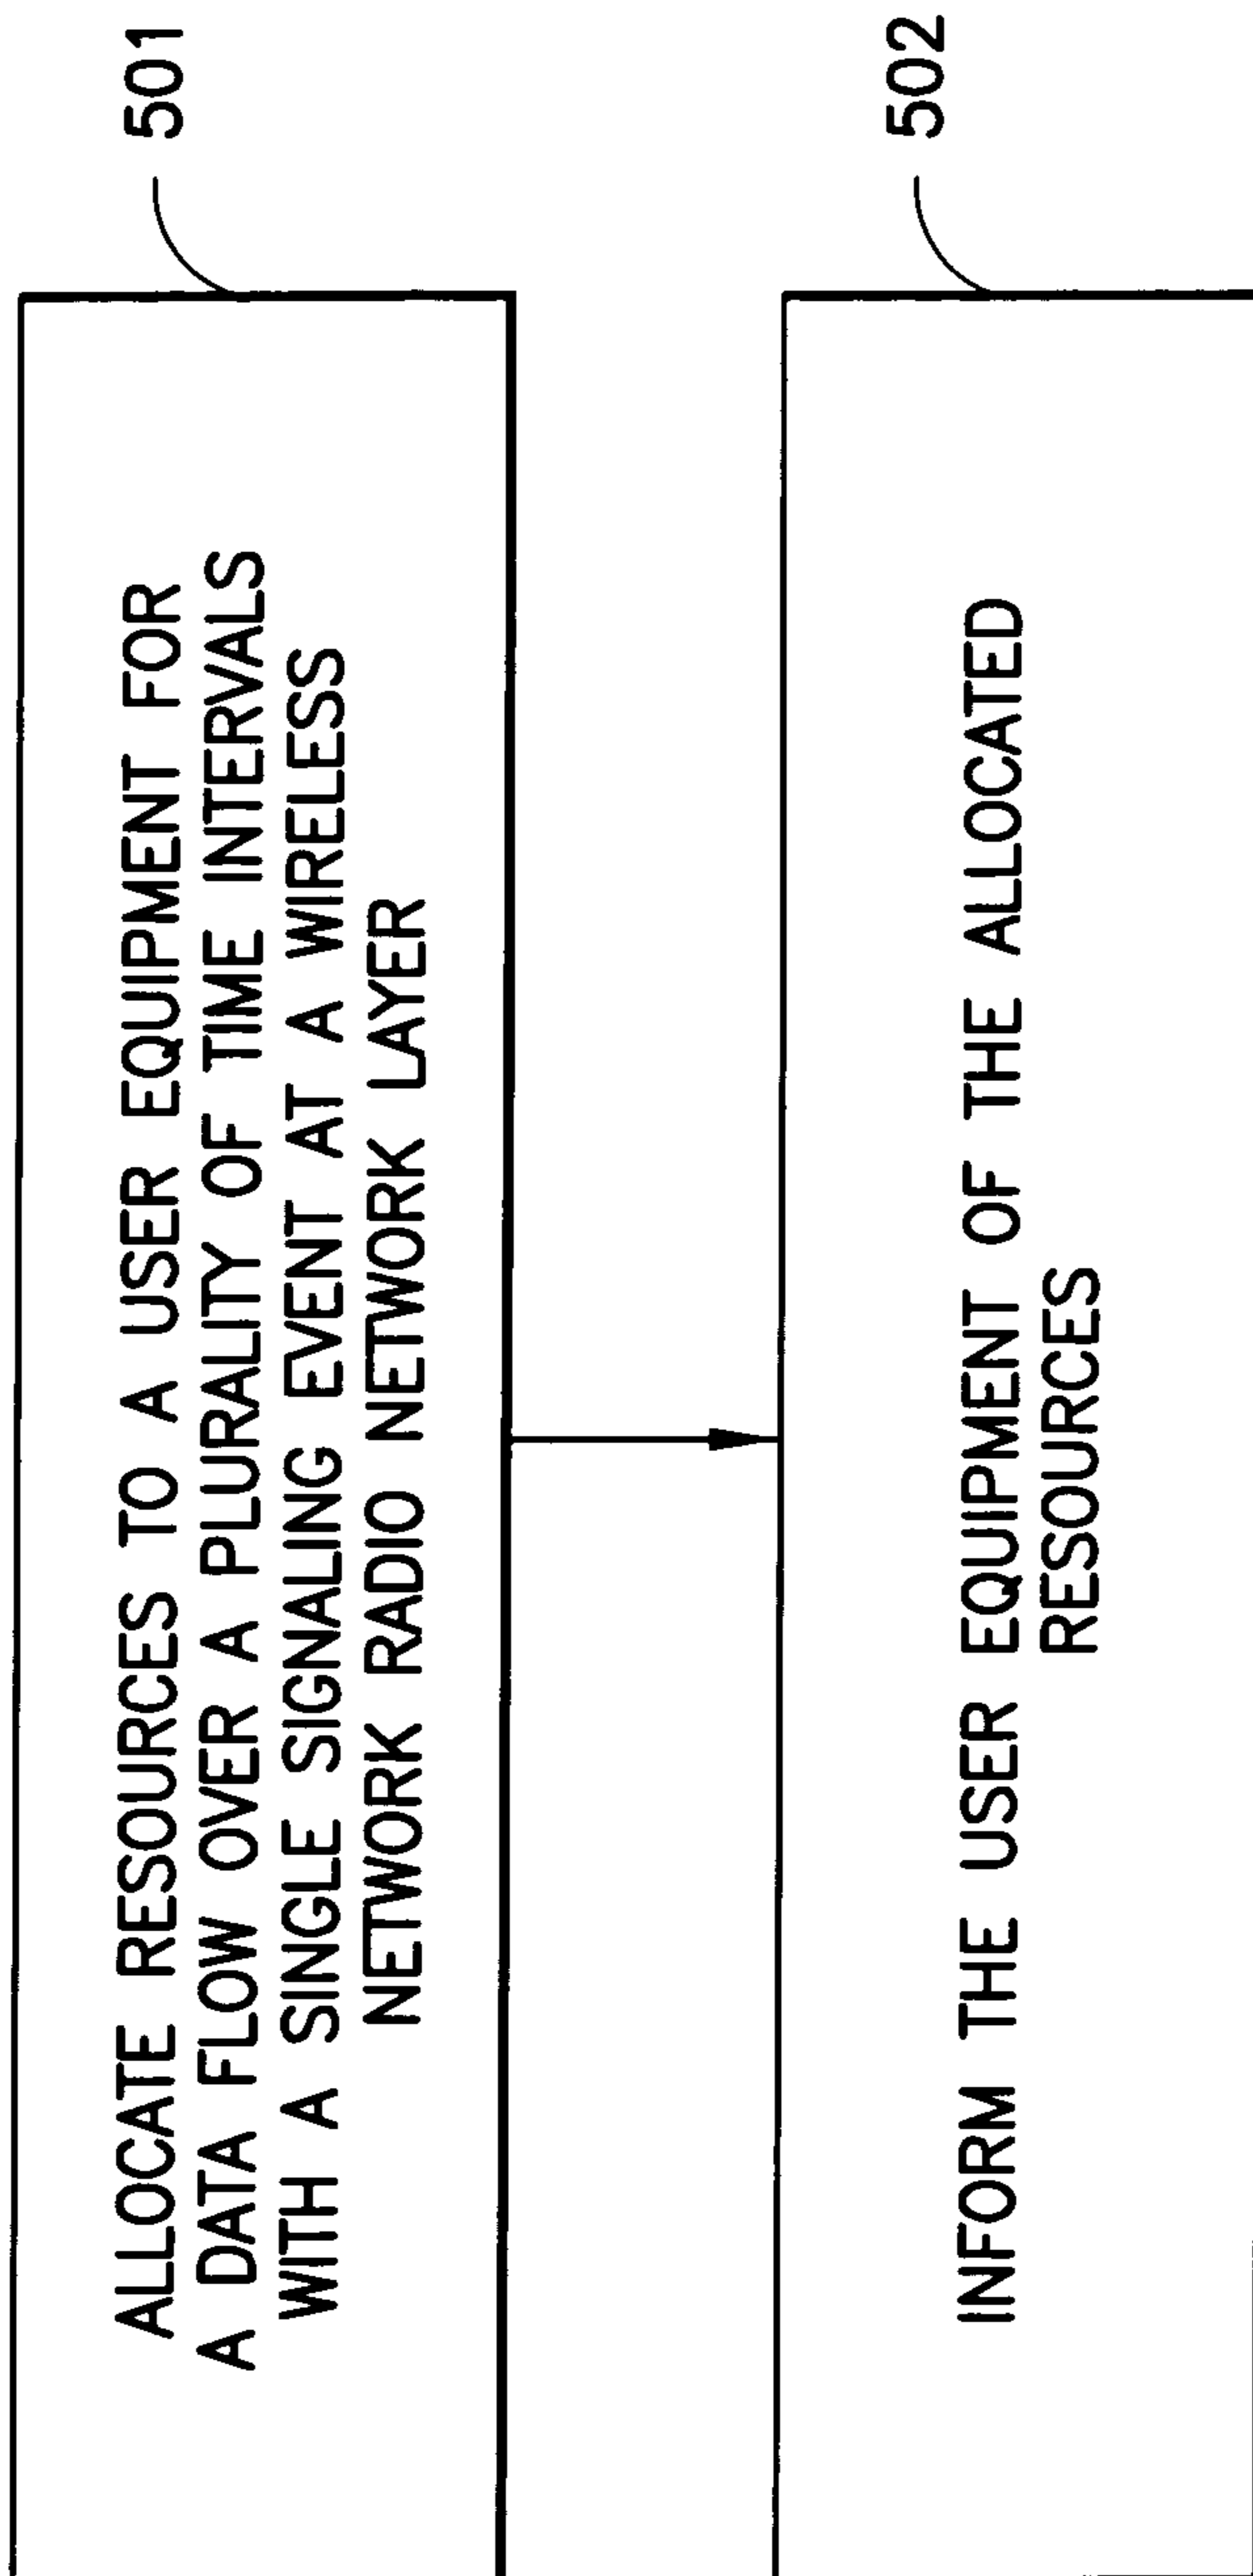 501
ALLOCATE RESOURCES TO A USER EQUIPMENT FOR
A DATA FLOW OVER A PLURALITY OF TIME INTERVALS
WITH A SINGLE SIGNALING EVENT AT A WIRELESS
NETWORK RADIO NETWORK LAYER
502
INFORM THE USER EQUIPMENT OF THE ALLOCATED
RESOURCES